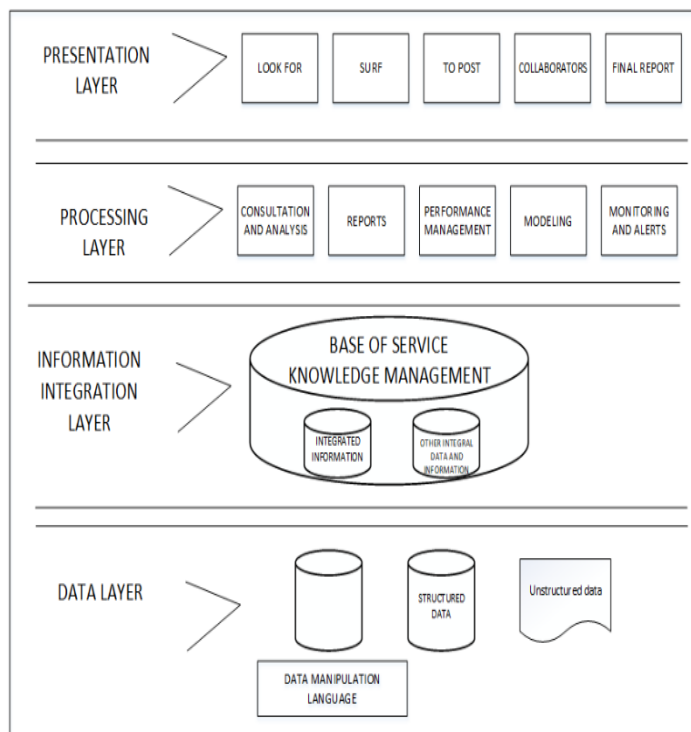 PRESENTATION
LAYER
LOOK FOR
SURF
TO POST
COLLABORATORS
FINAL REPORT
PROCESSING
LAYER
CONSULTATION
AND ANALYSIS
REPORTS
PERFORMANCE
MANAGEMENT
MODELING
MONITORING
AND ALERTS
INFORMATION
INTEGRATION
LAYER
BASE OF SERVICE
KNOWLEDGE MANAGEMENT
INTEGRATED
INFORMATION
OTHER INTEGRAL
DATA AND
INFORMATION
DATA LAYER
STRUCTURED
DATA
Unstructured data
DATA MANIPULATION
LANGUAGE